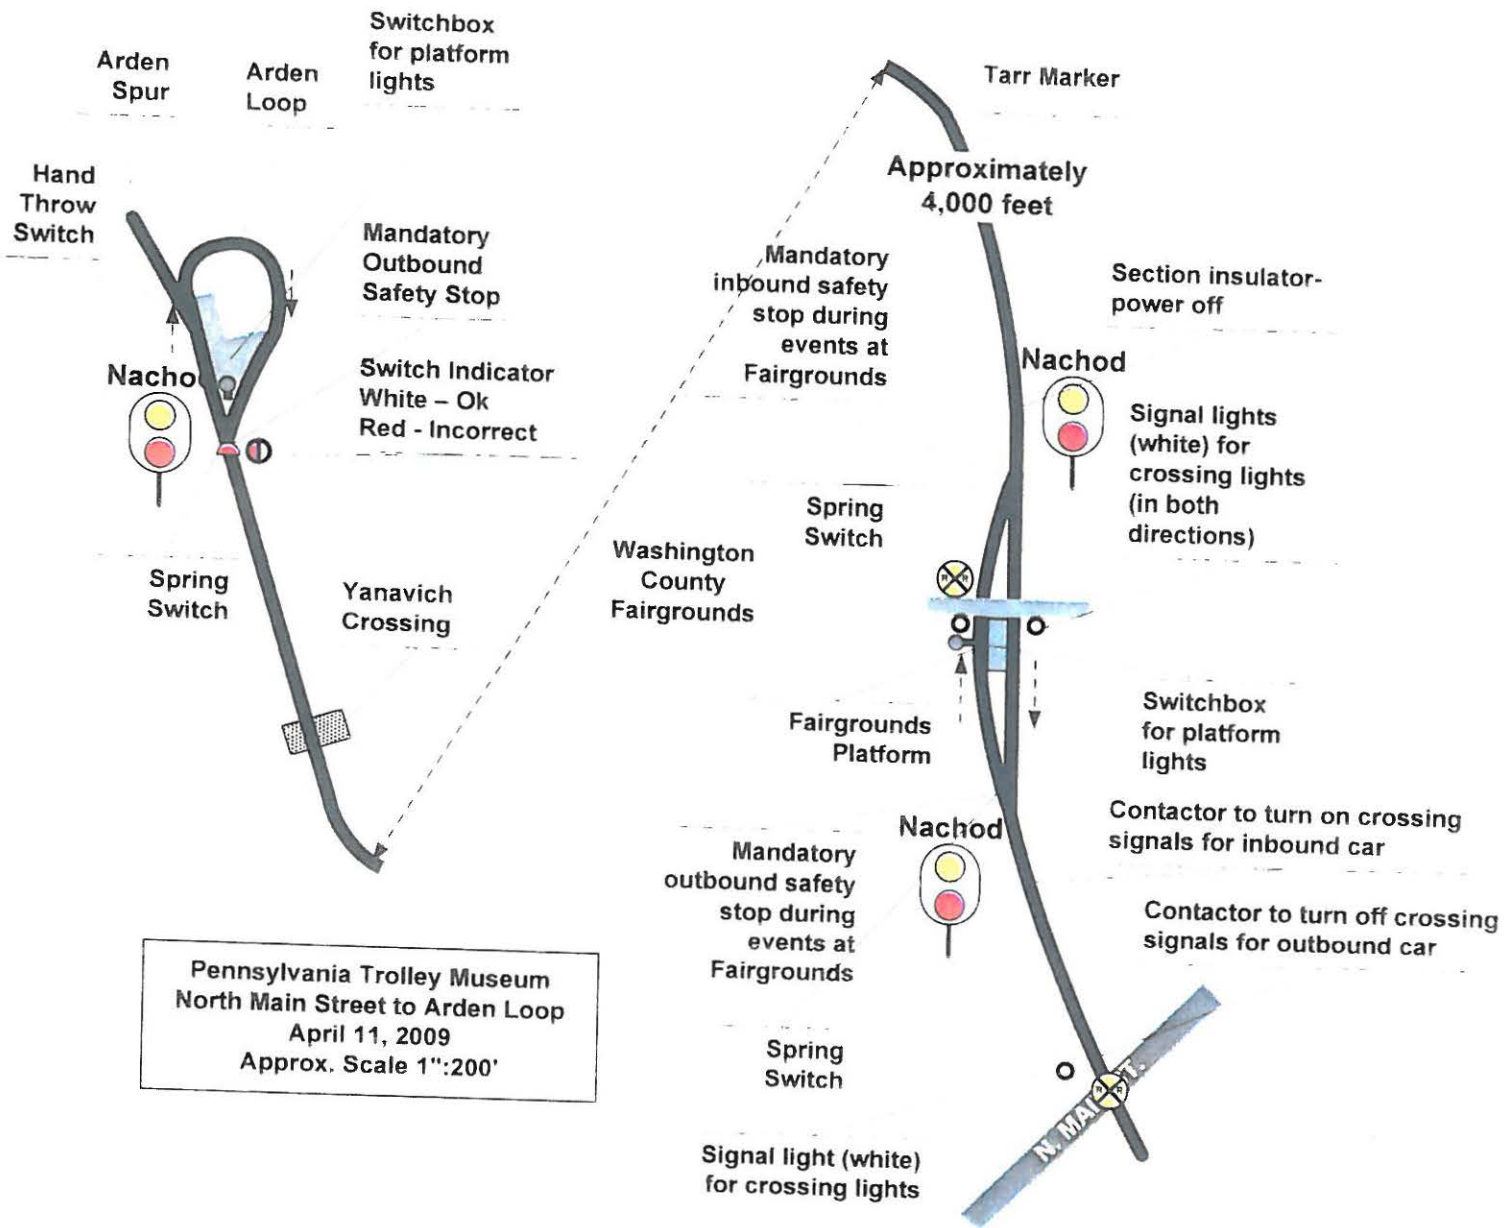 Switchbox
for platform
lights
Arden
Spur
Arden
Loop
Hand
Throw
Switch
Mandatory
Outbound
Safety Stop
Nachod
Switch Indicator
White – Ok
Red - Incorrect
Spring
Switch
Yanavich
Crossing
Pennsylvania Trolley Museum
North Main Street to Arden Loop
April 11, 2009
Approx. Scale 1":200'
Tarr Marker
Approximately
4,000 feet
Mandatory
inbound safety
stop during
events at
Fairgrounds
Section insulator-
power off
Nachod
Signal lights
(white) for
crossing lights
(in both
directions)
Spring
Switch
Washington
County
Fairgrounds
R R
Fairgrounds
Platform
Switchbox
for platform
lights
Nachod
Contactor to turn on crossing
signals for inbound car
Mandatory
outbound safety
stop during
events at
Fairgrounds
Contactor to turn off crossing
signals for outbound car
Spring
Switch
N. MAIN ST.
R R
Signal light (white)
for crossing lights